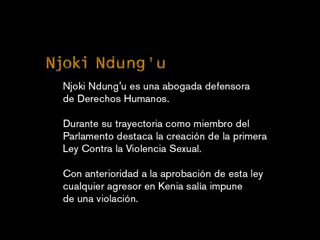 Njoki Ndung'u
Njoki Ndung'u es una abogada defensora
de Derechos Humanos.
Durante su trayectoria como miembro del
Parlamento destaca la creación de la primera
Ley Contra la Violencia Sexual.
Con anterioridad a la aprobación de esta ley
cualquier agresor en Kenia salía impune
de una violación.